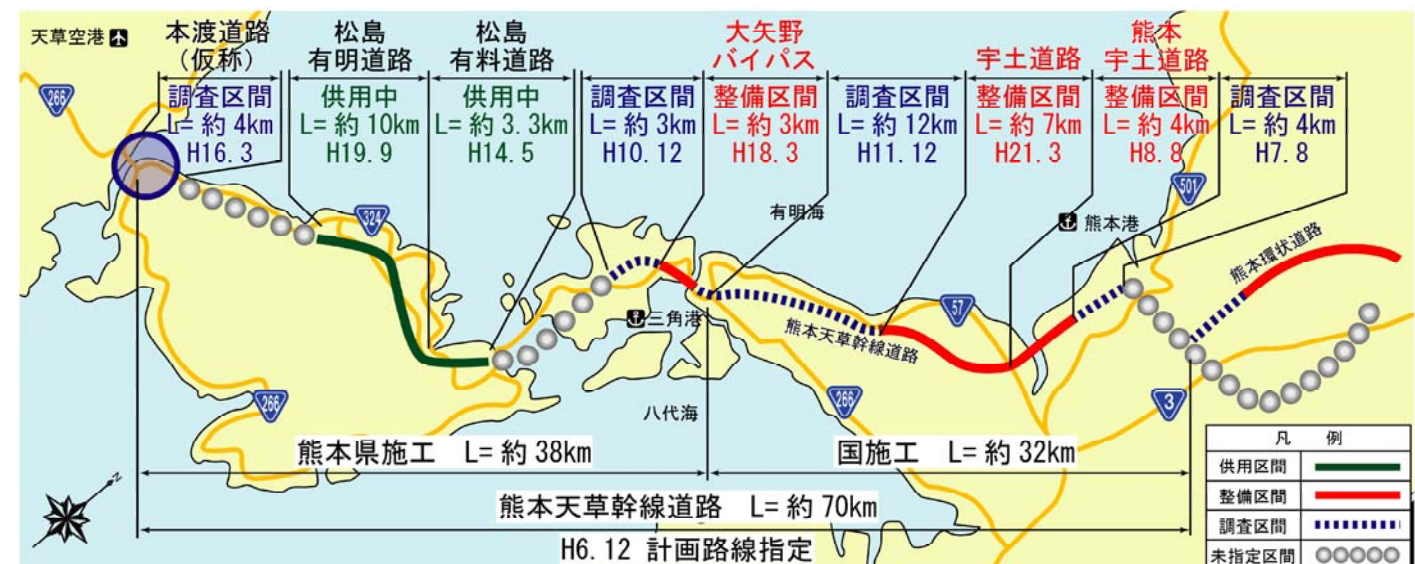 天草空港
本渡道路
(仮称)
調査区間
L= 約 4km
H16. 3
松島
有明道路
供用中
L= 約 10km
H19. 9
松島
有料道路
供用中
L= 約 3. 3km
H14. 5
調査区間
L= 約 3km
H10. 12
大矢野
バイパス
整備区間
L= 約 3km
H18. 3
調査区間
L= 約 12km
H11. 12
宇土道路
整備区間
L= 約 7km
H21. 3
熊本
宇土道路
整備区間
L= 約 4km
H8. 8
調査区間
L= 約 4km
H7. 8
266
324
有明海
501
熊本港
熊本環状道路
三角港
57
熊本天草幹線道路
266
八代海
266
3
熊本県施工 L= 約 38km
国施工 L= 約 32km
熊本天草幹線道路 L= 約 70km
H6. 12 計画路線指定
N
凡 例
供用区間
整備区間
調査区間
未指定区間